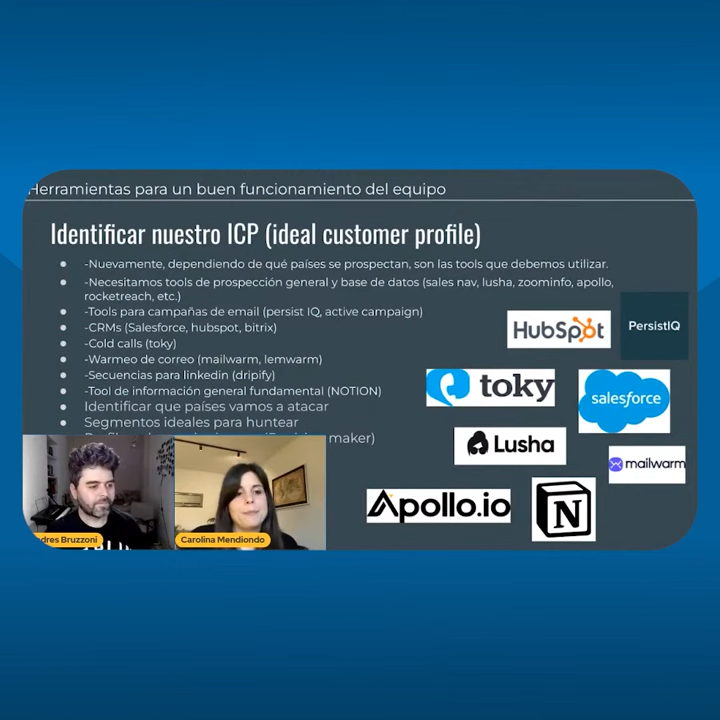 Herramientas para un buen funcionamiento del equipo
Identificar nuestro ICP (ideal customer profile)
-Nuevamente, dependiendo de qué países se prospectan, son las tools que debemos utilizar.
-Necesitamos tools de prospección general y base de datos (sales nav, lusha, zoominfo, apollo,
rocketreach, etc.)
-Tools para campañas de email (persist IQ, active campaign)
-CRMs (Salesforce, hubspot, bitrix)
-Cold calls (toky)
-Warmeo de correo (mailwarm, lemwarm)
-Secuencias para linkedin (dripify)
-Tool de información general fundamental (NOTION)
Identificar que países vamos a atacar
Segmentos ideales para huntear
maker)
HubSpot
PersistIQ
toky
salesforce
Lusha
mailwarm
Apollo.io
N
Bruzzoni
Carolina Mendiondo